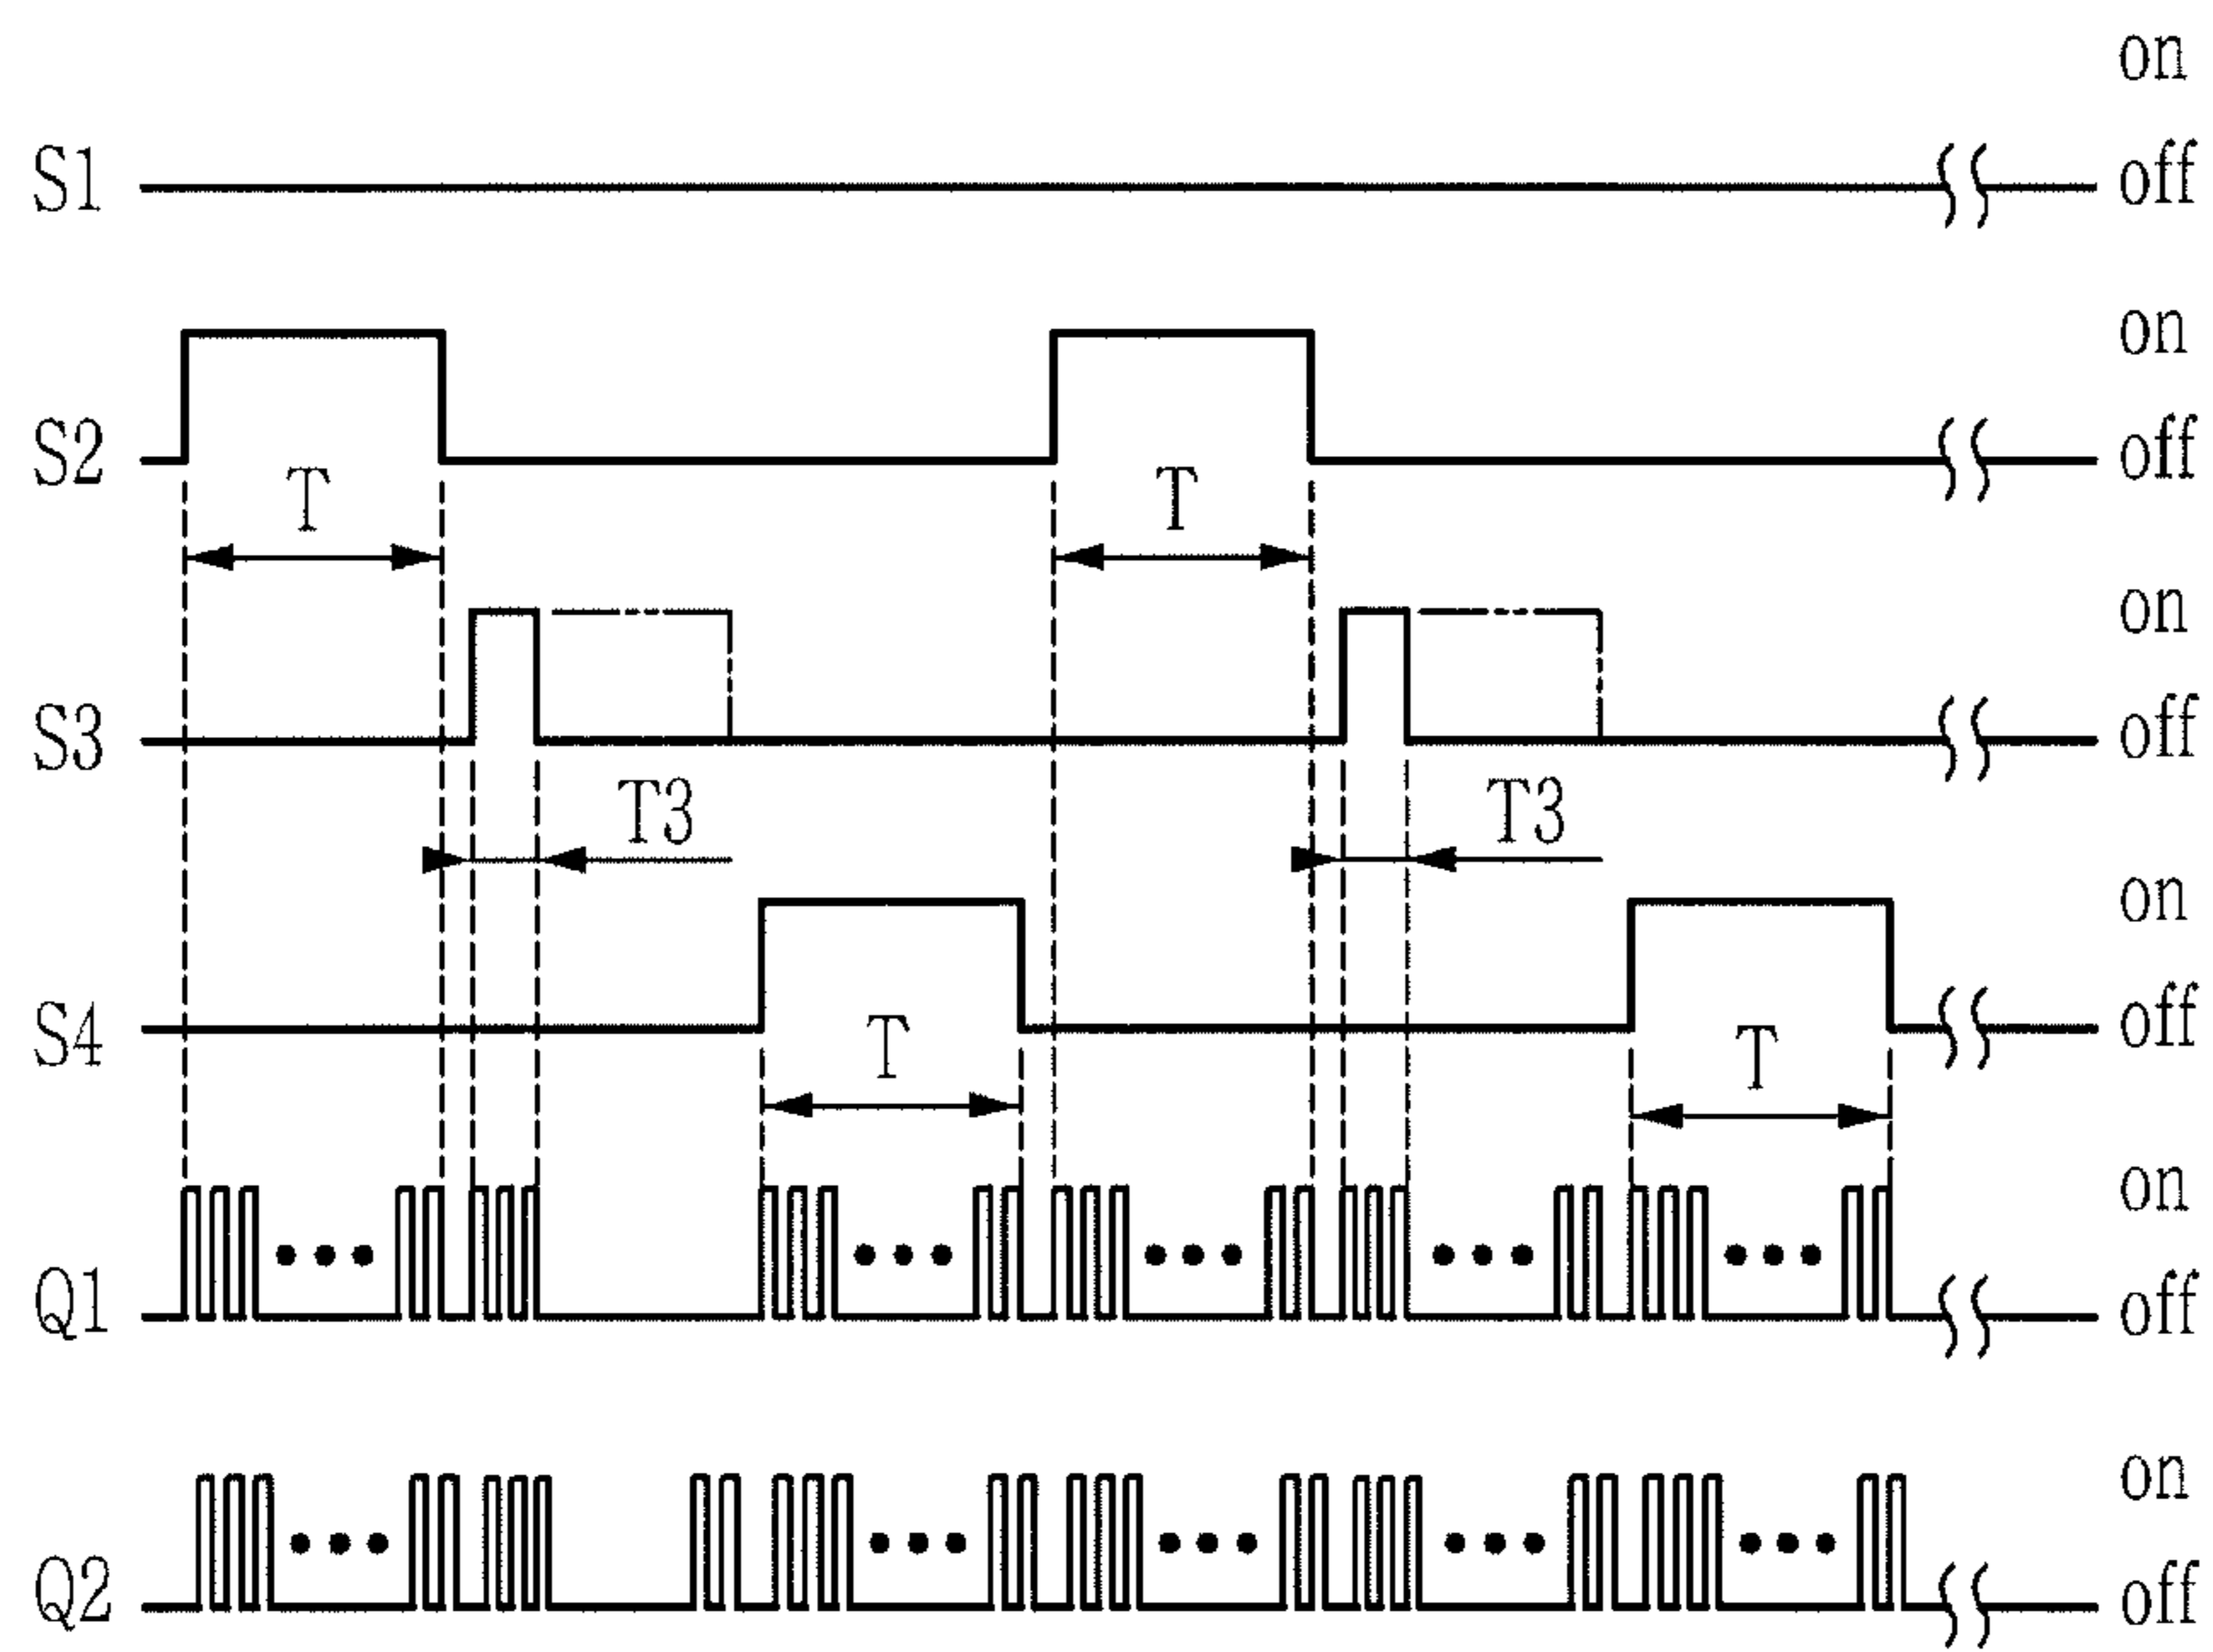 on
S1 off
on
S2 off
T T
on
S3 off
T3 T3
on
S4 off
T T
on
Q1 off
on
Q2 off